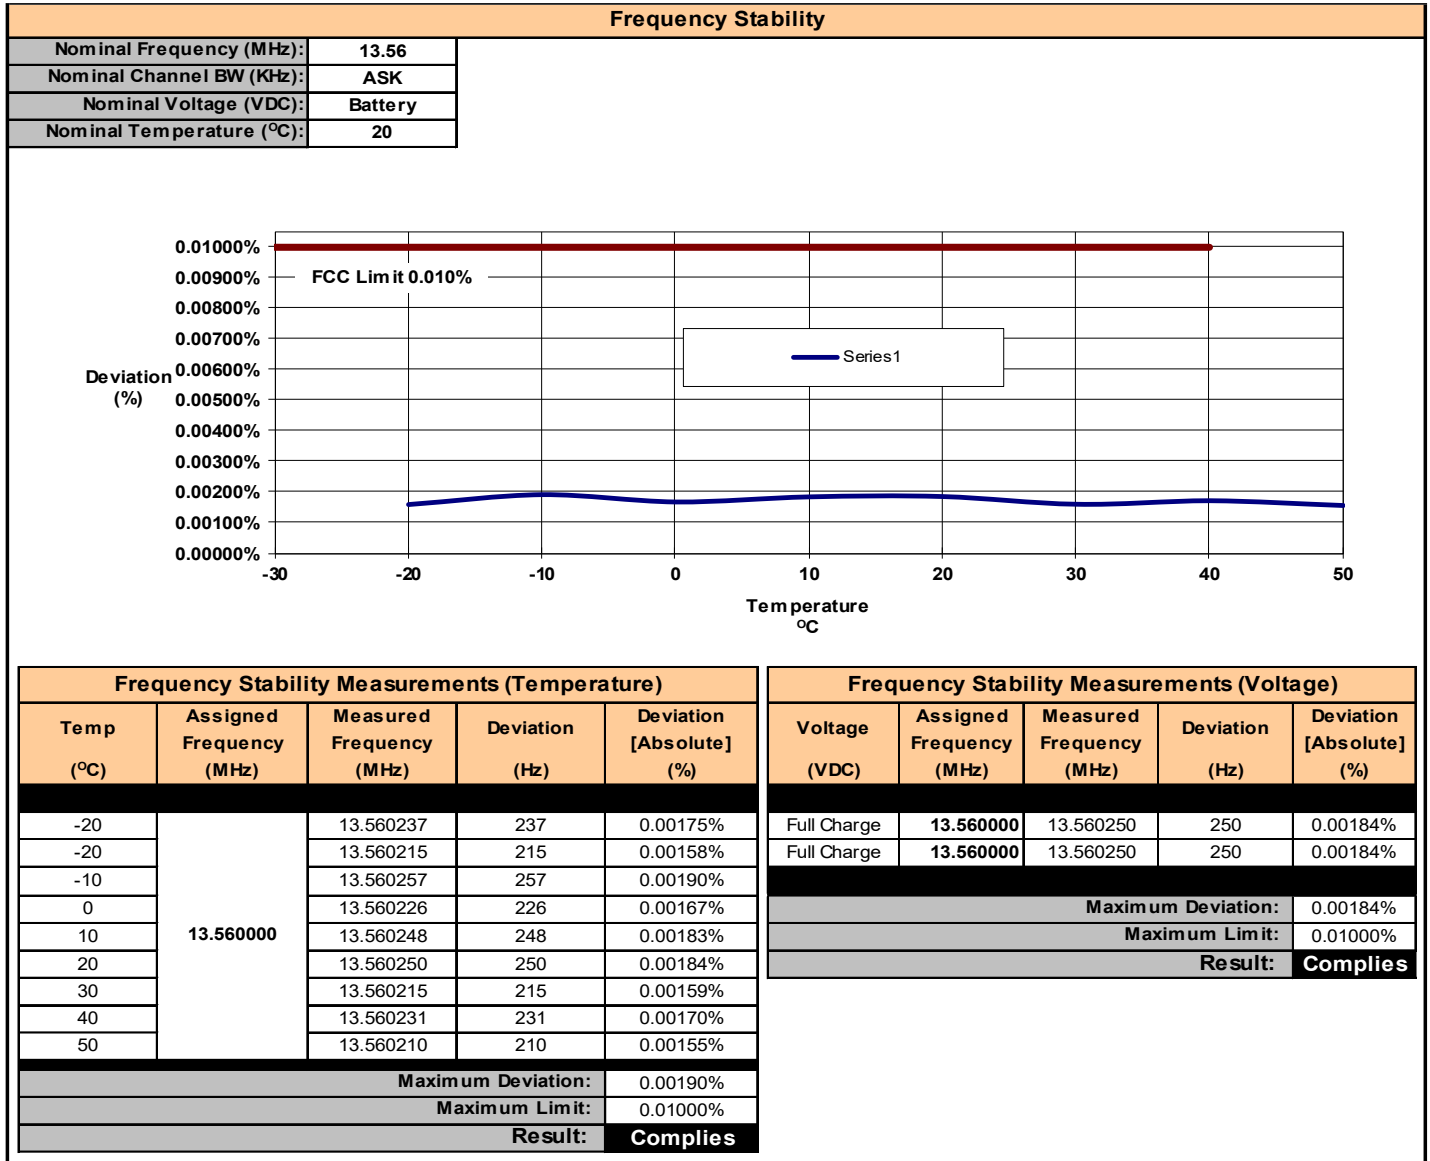 Frequency Stability
Nominal Frequency (MHz): 13.56
Nominal Channel BW (KHz): ASK
Nominal Voltage (VDC): Battery
Nominal Temperature (ᴼC): 20
0.01000%
FCC Limit 0.010%
0.00900%
0.00800%
0.00700%
Series1
0.00600%
Deviation
(%)
0.00500%
0.00400%
0.00300%
0.00200%
0.00100%
0.00000%
-30 -20 -10 0 10 20 30 40 50
Temperature
ᴼC
Frequency Stability Measurements (Temperature)
Temp Assigned Measured Deviation Deviation
Frequency Frequency [Absolute]
(ᴼC) (MHz) (MHz) (Hz) (%)
-20 13.560237 237 0.00175%
-20 13.560215 215 0.00158%
-10 13.560257 257 0.00190%
0 13.560226 226 0.00167%
10 13.560000 13.560248 248 0.00183%
20 13.560250 250 0.00184%
30 13.560215 215 0.00159%
40 13.560231 231 0.00170%
50 13.560210 210 0.00155%
Maximum Deviation: 0.00190%
Maximum Limit: 0.01000%
Result: Complies
Frequency Stability Measurements (Voltage)
Voltage Assigned Measured Deviation Deviation
Frequency Frequency [Absolute]
(VDC) (MHz) (MHz) (Hz) (%)
Full Charge 13.560000 13.560250 250 0.00184%
Full Charge 13.560000 13.560250 250 0.00184%
Maximum Deviation: 0.00184%
Maximum Limit: 0.01000%
Result: Complies